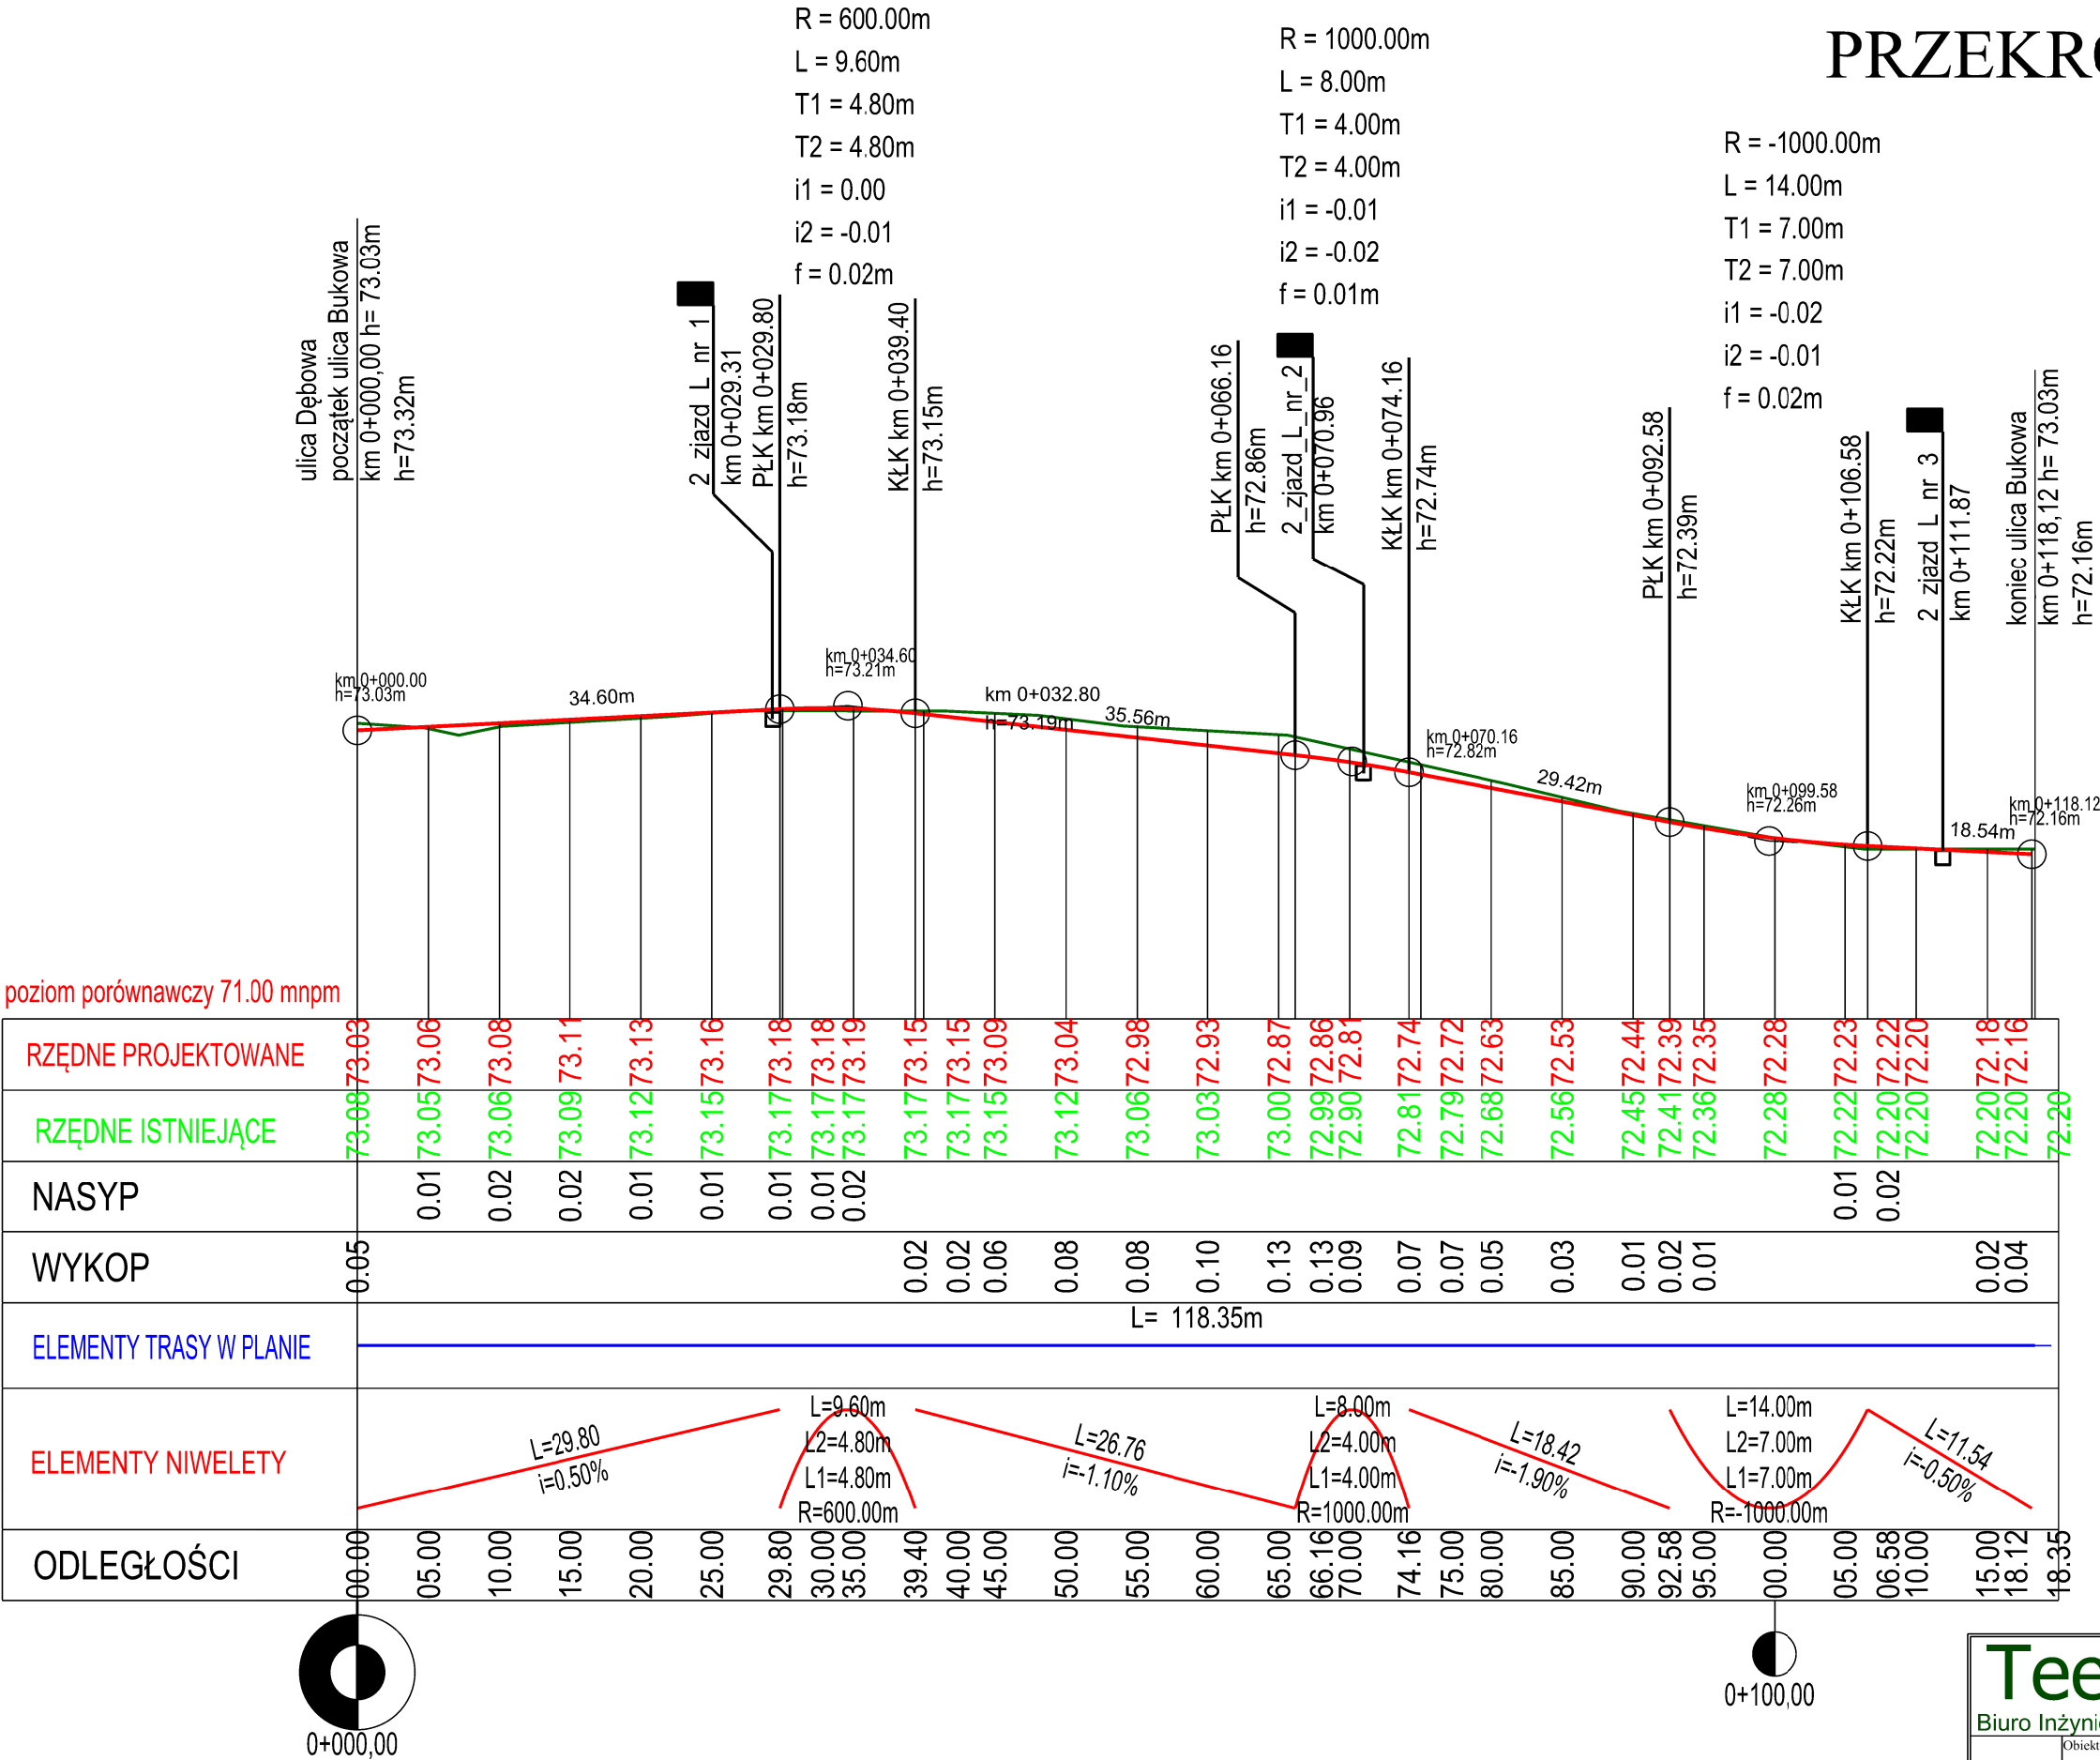 PRZEKRO
R = 600.00m
L = 9.60m
T1 = 4.80m
T2 = 4.80m
i1 = 0.00
i2 = -0.01
f = 0.02m
R = 1000.00m
L = 8.00m
T1 = 4.00m
T2 = 4.00m
i1 = -0.01
i2 = -0.02
f = 0.01m
R = -1000.00m
L = 14.00m
T1 = 7.00m
T2 = 7.00m
i1 = -0.02
i2 = -0.01
f = 0.02m
ulica Dębowa
początek ulica Bukowa
km 0+000,00 h= 73.03m
h=73.32m
2_zjazd_L_nr_1
km 0+029.31
PŁK km 0+029.80
h=73.18m
KŁK km 0+039.40
h=73.15m
PŁK km 0+066.16
h=72.86m
2_zjazd_L_nr_2
km 0+070.96
KŁK km 0+074.16
h=72.74m
PŁK km 0+092.58
h=72.39m
KŁK km 0+106.58
h=72.22m
2_zjazd_L_nr_3
km 0+111.87
koniec ulica Bukowa
km 0+118,12 h= 73.03m
h=72.16m
km 0+000.00
h=73.03m
34.60m
km 0+034.60
h=73.21m
km 0+032.80
h=73.19m
35.56m
km 0+070.16
h=72.82m
29.42m
km 0+099.58
h=72.26m
18.54m
km 0+118.12
h=72.16m
poziom porównawczy 71.00 mnpm
RZĘDNE PROJEKTOWANE 73.03 73.06 73.08 73.11 73.13 73.16 73.18 73.18 73.19 73.15 73.15 73.09 73.04 72.98 72.93 72.87 72.86 72.81 72.74 72.72 72.63 72.53 72.44 72.39 72.35 72.28 72.23 72.22 72.20 72.18 72.16
RZĘDNE ISTNIEJĄCE 73.08 73.05 73.06 73.09 73.12 73.15 73.17 73.17 73.17 73.17 73.17 73.15 73.12 73.06 73.03 73.00 72.99 72.90 72.81 72.79 72.68 72.56 72.45 72.41 72.36 72.28 72.22 72.20 72.20 72.20 72.20 72.20
NASYP 0.01 0.02 0.02 0.01 0.01 0.01 0.01 0.02 0.01 0.02
WYKOP 0.05 0.02 0.02 0.06 0.08 0.08 0.10 0.13 0.13 0.09 0.07 0.07 0.05 0.03 0.01 0.02 0.01 0.02 0.04
L= 118.35m
ELEMENTY TRASY W PLANIE
ELEMENTY NIWELETY
L=29.80
i=0.50%
L=9.60m
L2=4.80m
L1=4.80m
R=600.00m
L=26.76
i=-1.10%
L=8.00m
L2=4.00m
L1=4.00m
R=1000.00m
L=18.42
i=-1.90%
L=14.00m
L2=7.00m
L1=7.00m
R=-1000.00m
L=11.54
i=-0.50%
ODLEGŁOŚCI 00.00 05.00 10.00 15.00 20.00 25.00 29.80 30.00 35.00 39.40 40.00 45.00 50.00 55.00 60.00 65.00 66.16 70.00 74.16 75.00 80.00 85.00 90.00 92.58 95.00 00.00 05.00 06.58 10.00 15.00 18.12 18.35
0+000,00
0+100,00
Tee
Biuro Inżyni
Obiekt